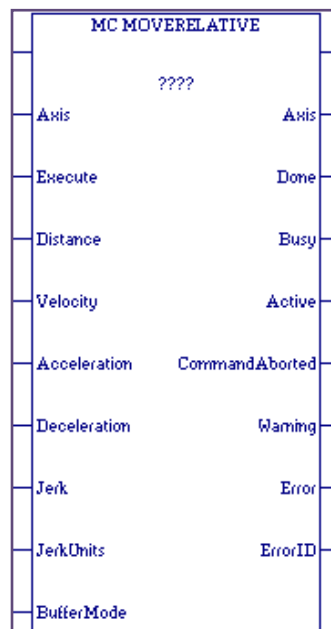 MC MOVERELATIVE
????
Axis Axis
Execute Done
Distance Busy
Velocity Active
Acceleration CommandAborted
Deceleration Warning
Jerk Error
JerkUnits ErrorID
BufferMode